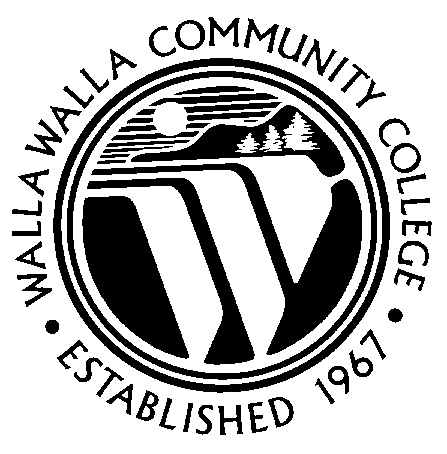 WALLA WALLA COMMUNITY COLLEGE
• ESTABLISHED 1967 •
W